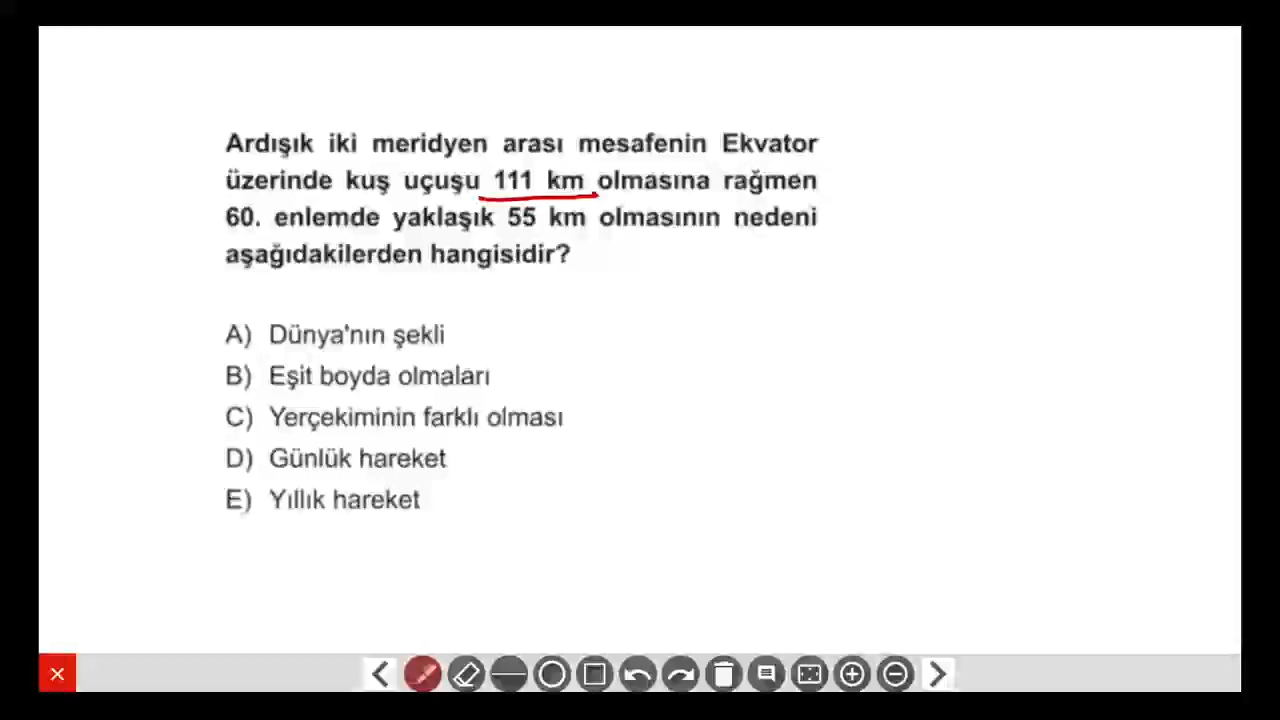 Ardışık iki meridyen arası mesafenin Ekvator
üzerinde kuş uçuşu 111 km olmasına rağmen
60. enlemde yaklaşık 55 km olmasının nedeni
aşağıdakilerden hangisidir?
A) Dünya'nın şekli
B) Eşit boyda olmaları
C) Yerçekiminin farklı olması
D) Günlük hareket
E) Yıllık hareket